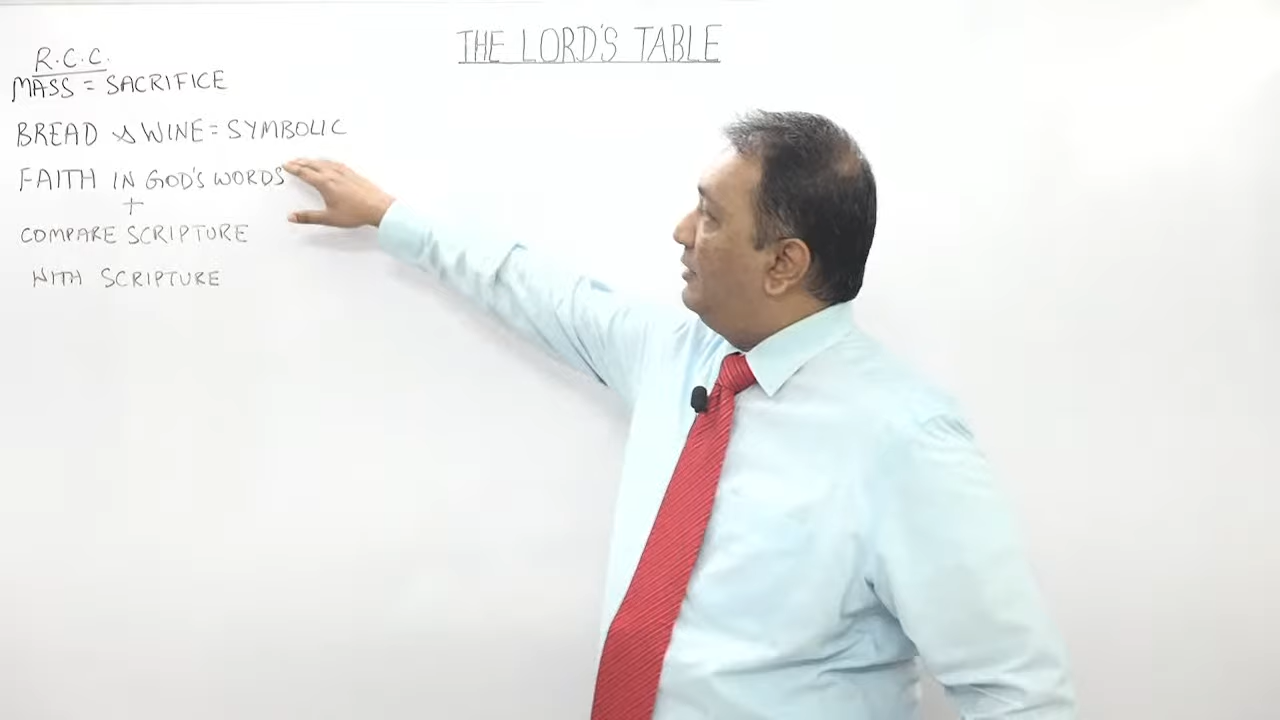 THE LORD'S TABLE
R.C.C.
MASS = SACRIFICE
BREAD & WINE = SYMBOLIC
FAITH IN GOD'S WORDS
+
COMPARE SCRIPTURE
WITH SCRIPTURE